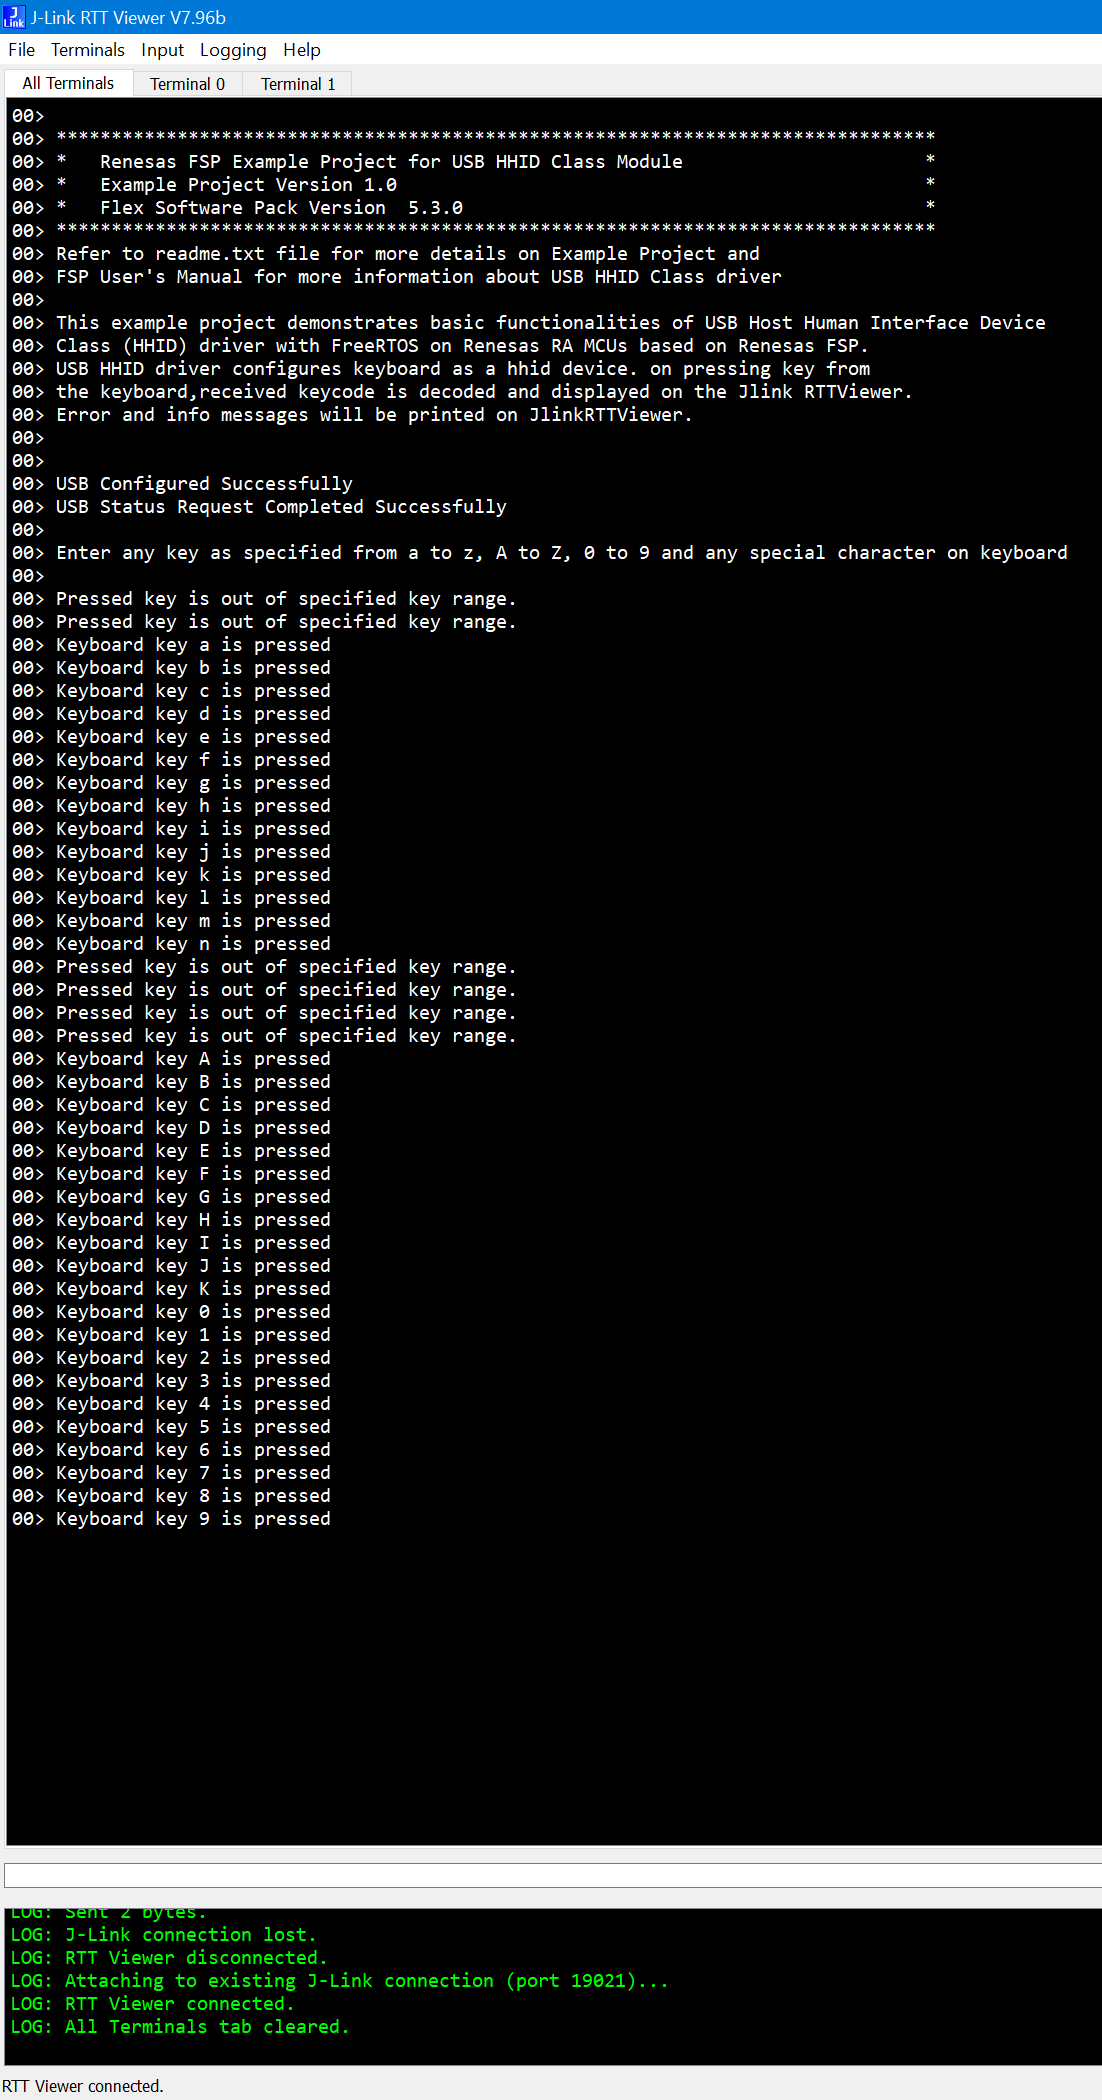 J-Link RTT Viewer V7.96b
File Terminals Input Logging Help
All Terminals Terminal 0 Terminal 1
00>
00> ********************************************************************************
00> *   Renesas FSP Example Project for USB HHID Class Module                      *
00> *   Example Project Version 1.0                                                *
00> *   Flex Software Pack Version  5.3.0                                          *
00> ********************************************************************************
00> Refer to readme.txt file for more details on Example Project and
00> FSP User's Manual for more information about USB HHID Class driver
00>
00> This example project demonstrates basic functionalities of USB Host Human Interface Device
00> Class (HHID) driver with FreeRTOS on Renesas RA MCUs based on Renesas FSP.
00> USB HHID driver configures keyboard as a hhid device. on pressing key from
00> the keyboard,received keycode is decoded and displayed on the Jlink RTTViewer.
00> Error and info messages will be printed on JlinkRTTViewer.
00>
00>
00> USB Configured Successfully
00> USB Status Request Completed Successfully
00>
00> Enter any key as specified from a to z, A to Z, 0 to 9 and any special character on keyboard
00>
00> Pressed key is out of specified key range.
00> Pressed key is out of specified key range.
00> Keyboard key a is pressed
00> Keyboard key b is pressed
00> Keyboard key c is pressed
00> Keyboard key d is pressed
00> Keyboard key e is pressed
00> Keyboard key f is pressed
00> Keyboard key g is pressed
00> Keyboard key h is pressed
00> Keyboard key i is pressed
00> Keyboard key j is pressed
00> Keyboard key k is pressed
00> Keyboard key l is pressed
00> Keyboard key m is pressed
00> Keyboard key n is pressed
00> Pressed key is out of specified key range.
00> Pressed key is out of specified key range.
00> Pressed key is out of specified key range.
00> Pressed key is out of specified key range.
00> Keyboard key A is pressed
00> Keyboard key B is pressed
00> Keyboard key C is pressed
00> Keyboard key D is pressed
00> Keyboard key E is pressed
00> Keyboard key F is pressed
00> Keyboard key G is pressed
00> Keyboard key H is pressed
00> Keyboard key I is pressed
00> Keyboard key J is pressed
00> Keyboard key K is pressed
00> Keyboard key 0 is pressed
00> Keyboard key 1 is pressed
00> Keyboard key 2 is pressed
00> Keyboard key 3 is pressed
00> Keyboard key 4 is pressed
00> Keyboard key 5 is pressed
00> Keyboard key 6 is pressed
00> Keyboard key 7 is pressed
00> Keyboard key 8 is pressed
00> Keyboard key 9 is pressed
LOG: Sent 2 bytes.
LOG: J-Link connection lost.
LOG: RTT Viewer disconnected.
LOG: Attaching to existing J-Link connection (port 19021)...
LOG: RTT Viewer connected.
LOG: All Terminals tab cleared.
RTT Viewer connected.